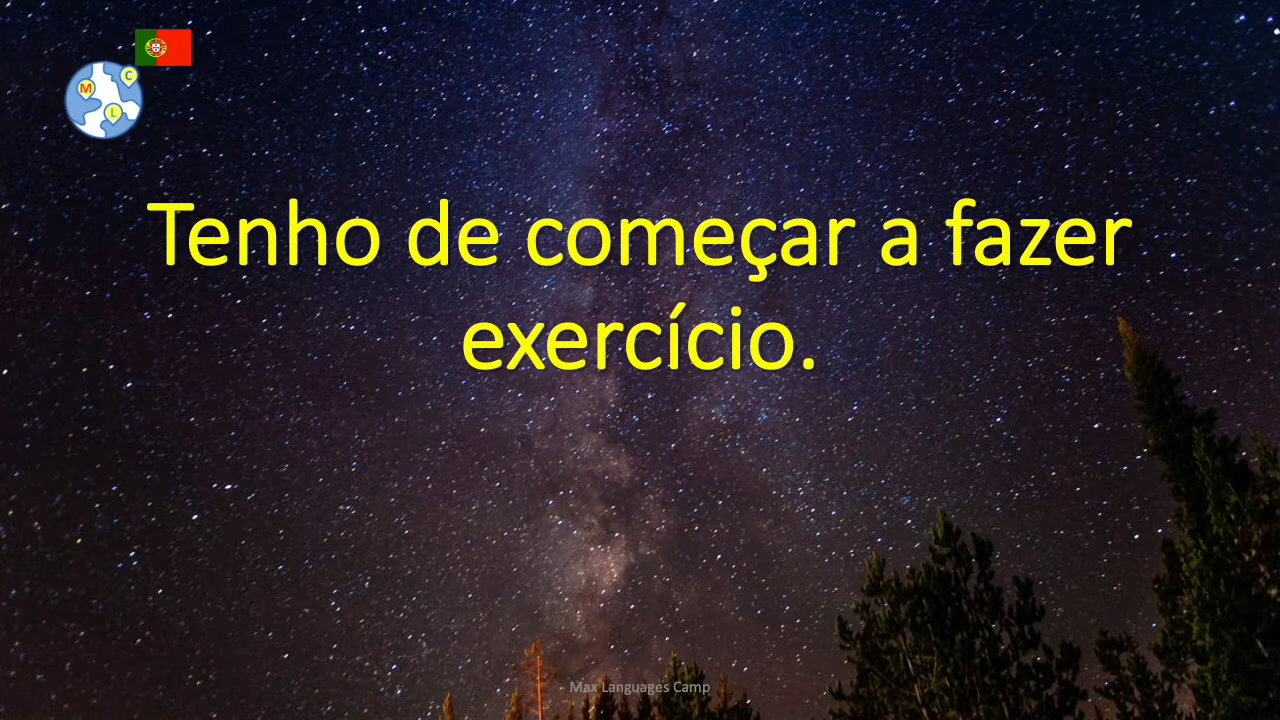 C
M
L
Tenho de começar a fazer
exercício.
Max Languages Camp